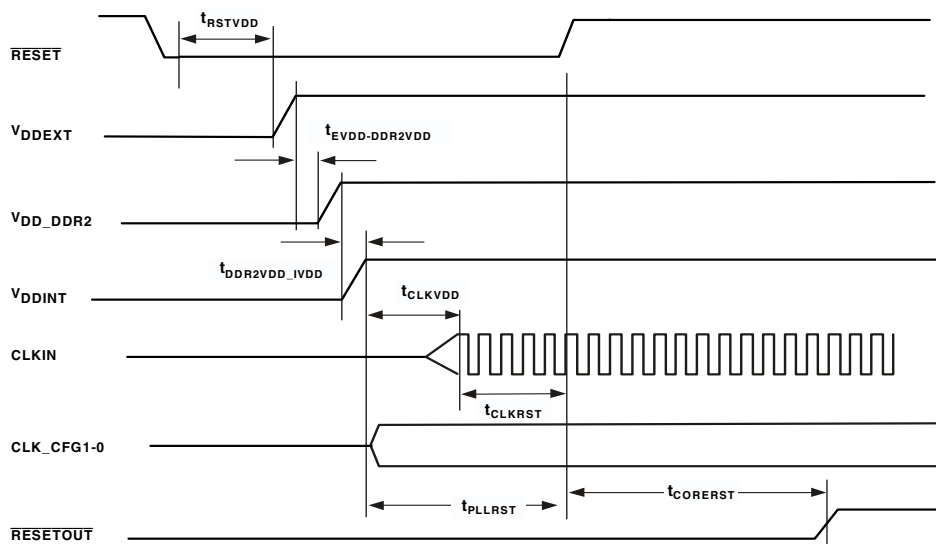 tRSTVDD
RESET
VDDEXT
tEVDD-DDR2VDD
VDD_DDR2
tDDR2VDD_IVDD
VDDINT
tCLKVDD
CLKIN
tCLKRST
CLK_CFG1-0
tPLLRST
tCORERST
RESETOUT